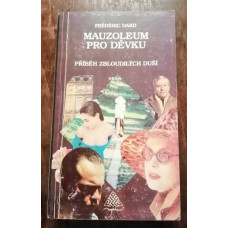 FRÉDÉRIC DARD
MAUZOLEUM
PRO DĚVKU
PŘÍBĚH ZBLOUDILÝCH DUŠÍ